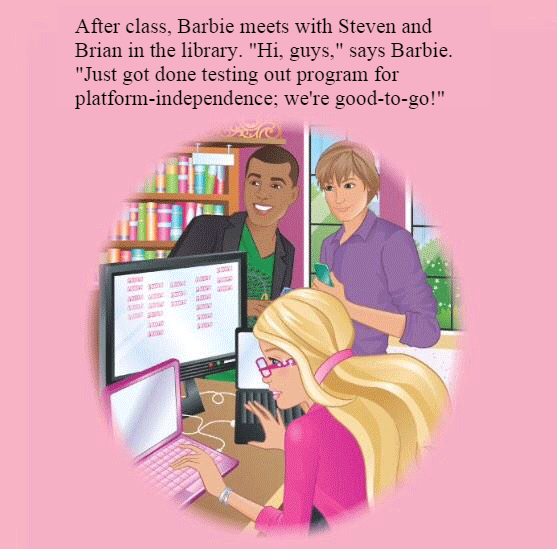 After class, Barbie meets with Steven and
Brian in the library. "Hi, guys," says Barbie.
"Just got done testing out program for
platform-independence; we're good-to-go!"